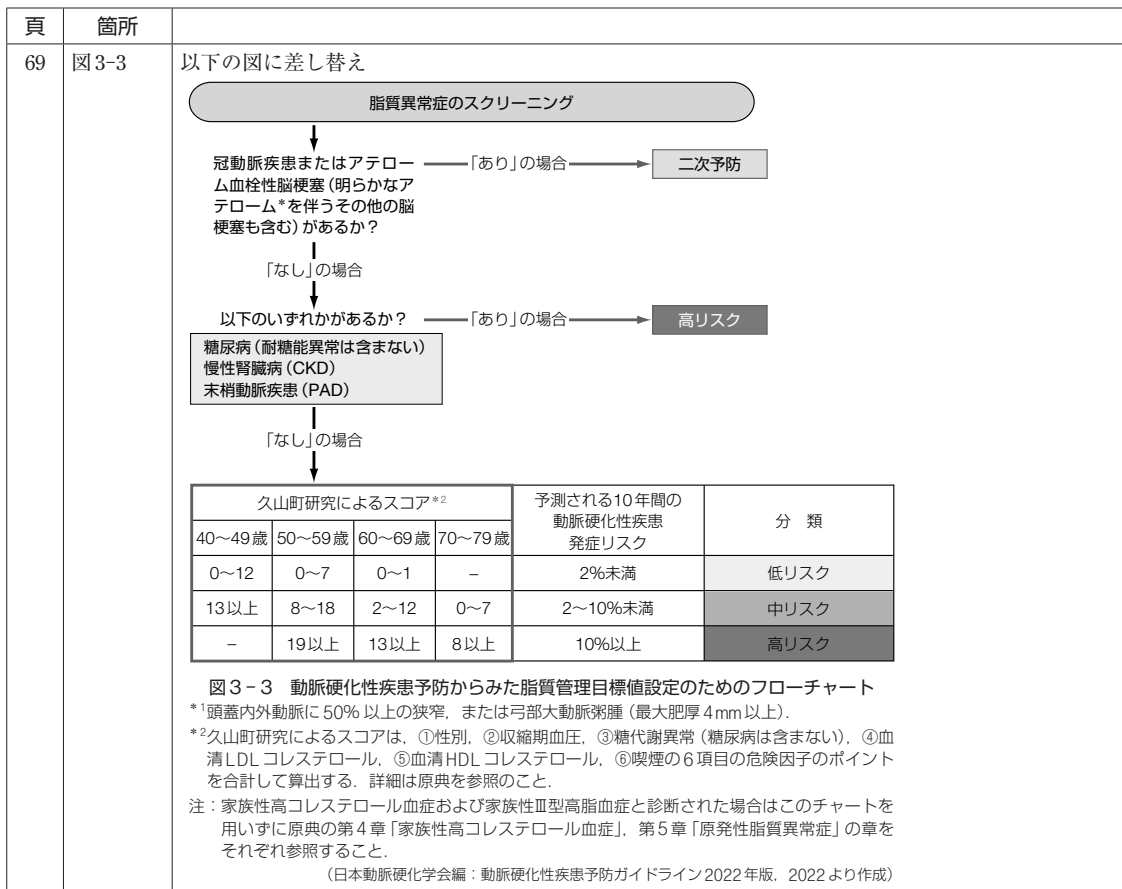 頁 箇所
69 図3-3 以下の図に差し替え
脂質異常症のスクリーニング
冠動脈疾患またはアテロー 「あり」の場合 二次予防
ム血栓性脳梗塞(明らかなア
テローム*を伴うその他の脳
梗塞も含む)があるか?
「なし」の場合
以下のいずれかがあるか? 「あり」の場合 高リスク
糖尿病(耐糖能異常は含まない)
慢性腎臓病(CKD)
末梢動脈疾患(PAD)
「なし」の場合
久山町研究によるスコア*2
予測される10年間の
動脈硬化性疾患
発症リスク
分 類
40〜49歳 50〜59歳 60〜69歳 70〜79歳
0〜12 0〜7 0〜1 – 2%未満 低リスク
13以上 8〜18 2〜12 0〜7 2〜10%未満 中リスク
– 19以上 13以上 8以上 10%以上 高リスク
図3-3 動脈硬化性疾患予防からみた脂質管理目標値設定のためのフローチャート
*1頭蓋内外動脈に50%以上の狭窄,または弓部大動脈粥腫(最大肥厚4mm以上).
*2久山町研究によるスコアは,①性別,②収縮期血圧,③糖代謝異常(糖尿病は含まない),④血
清LDLコレステロール,⑤血清HDLコレステロール,⑥喫煙の6項目の危険因子のポイント
を合計して算出する.詳細は原典を参照のこと.
注:家族性高コレステロール血症および家族性Ⅲ型高脂血症と診断された場合はこのチャートを
用いずに原典の第4章「家族性高コレステロール血症」,第5章「原発性脂質異常症」の章を
それぞれ参照すること.
(日本動脈硬化学会編:動脈硬化性疾患予防ガイドライン2022年版,2022より作成)